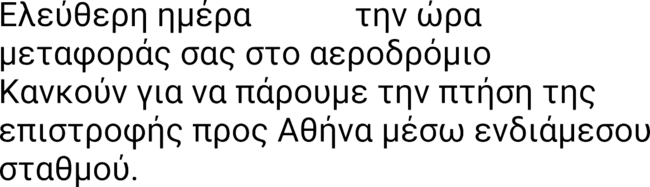 Ελεύθερη ημέρα την ώρα
μεταφοράς σας στο αεροδρόμιο
Κανκούν για να πάρουμε την πτήση της
επιστροφής προς Αθήνα μέσω ενδιάμεσου
σταθμού.